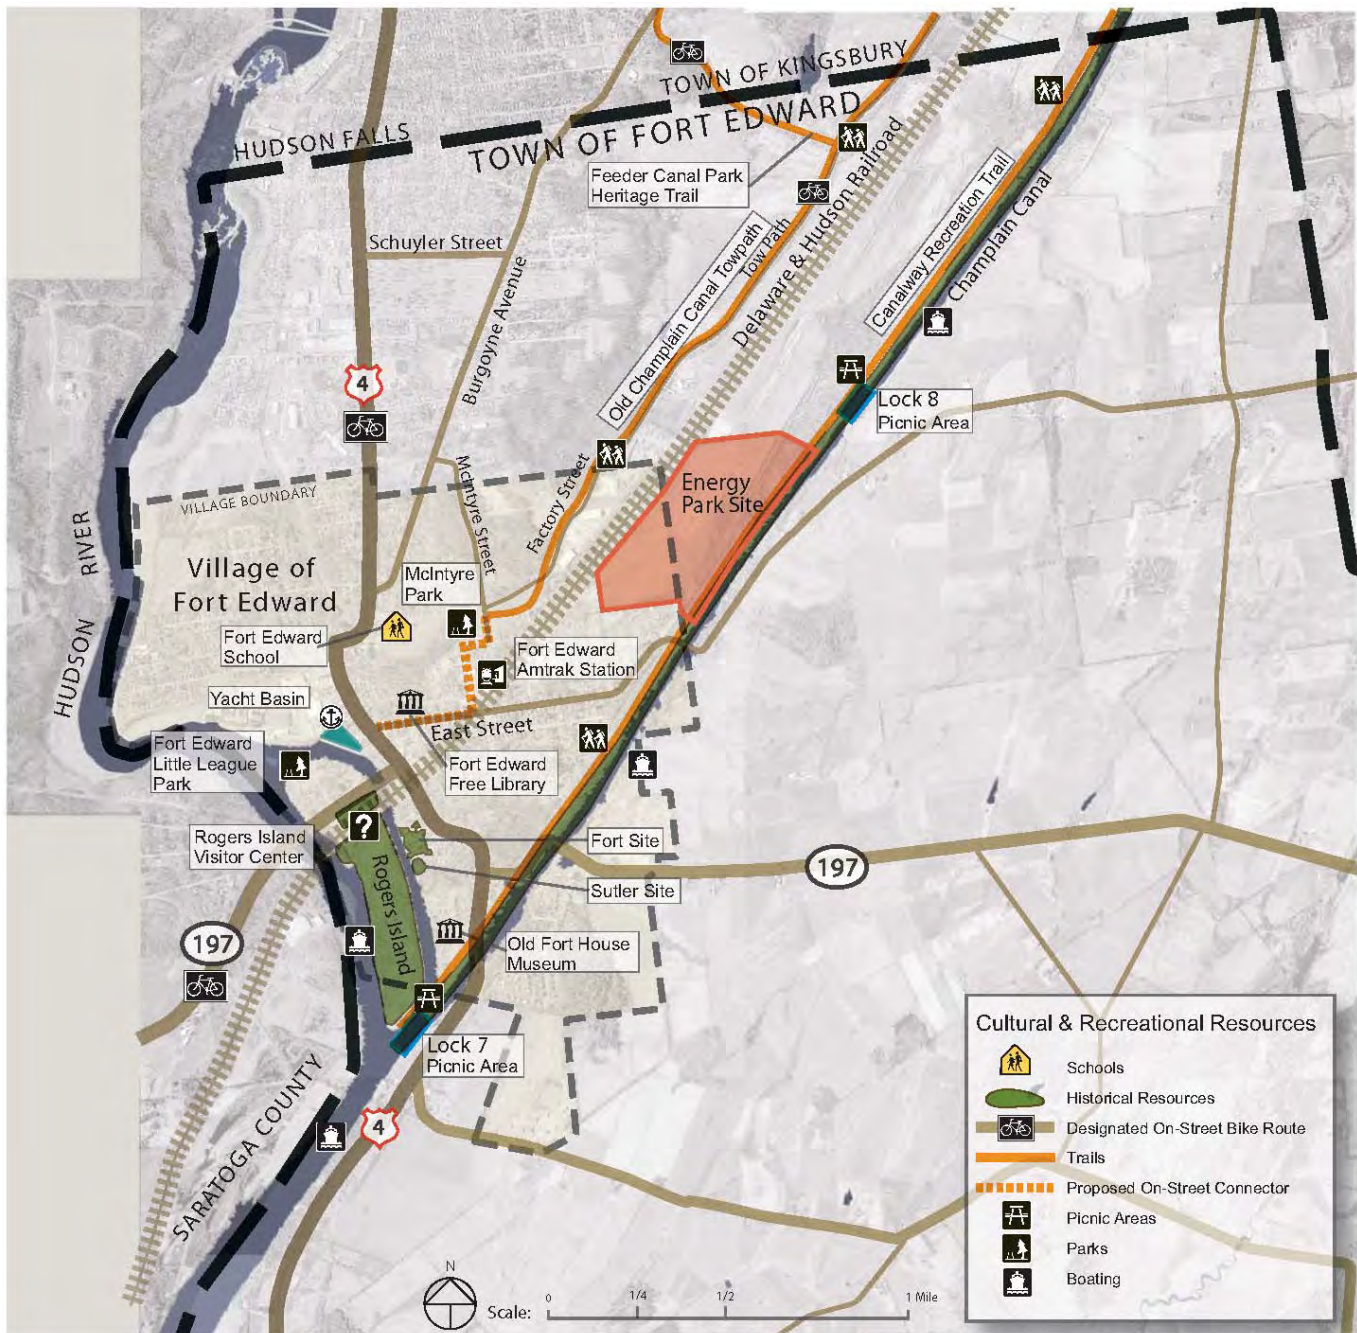 TOWN OF KINGSBURY
HUDSON FALLS
TOWN OF FORT EDWARD
Feeder Canal Park
Heritage Trail
Schuyler Street
Burgoyne Avenue
Old Champlain Canal Towpath
Tow Path
Delaware & Hudson Railroad
Canalway Recreation Trail
Champlain Canal
4
Lock 8
Picnic Area
McIntyre Street
Factory Street
Energy
Park Site
VILLAGE BOUNDARY
HUDSON RIVER
Village of
Fort Edward
McIntyre
Park
Fort Edward
School
Fort Edward
Amtrak Station
Yacht Basin
East Street
Fort Edward
Little League
Park
Fort Edward
Free Library
Rogers Island
Visitor Center
?
Fort Site
197
Rogers Island
Sutler Site
197
Old Fort House
Museum
Lock 7
Picnic Area
4
SARATOGA COUNTY
Cultural & Recreational Resources
Schools
Historical Resources
Designated On-Street Bike Route
Trails
Proposed On-Street Connector
Picnic Areas
Parks
Boating
N
Scale:
0 1/4 1/2 1 Mile